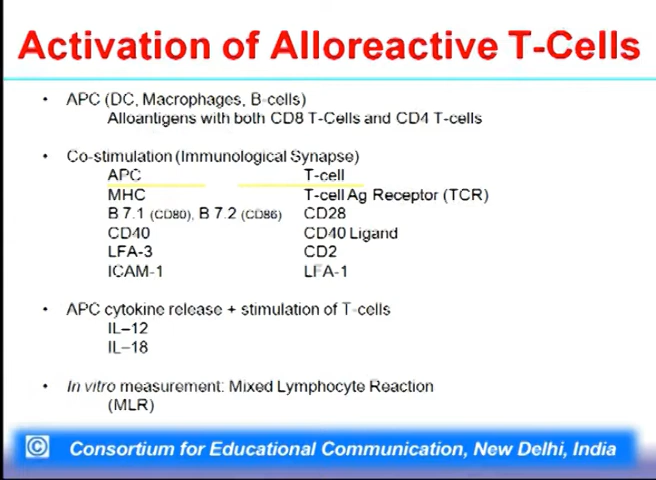 Activation of Alloreactive T-Cells
• APC (DC, Macrophages, B-cells)
Alloantigens with both CD8 T-Cells and CD4 T-cells
• Co-stimulation (Immunological Synapse)
APC T-cell
MHC T-cell Ag Receptor (TCR)
B 7.1 (CD80), B 7.2 (CD86) CD28
CD40 CD40 Ligand
LFA-3 CD2
ICAM-1 LFA-1
• APC cytokine release + stimulation of T-cells
IL–12
IL–18
• In vitro measurement: Mixed Lymphocyte Reaction
(MLR)
© Consortium for Educational Communication, New Delhi, India